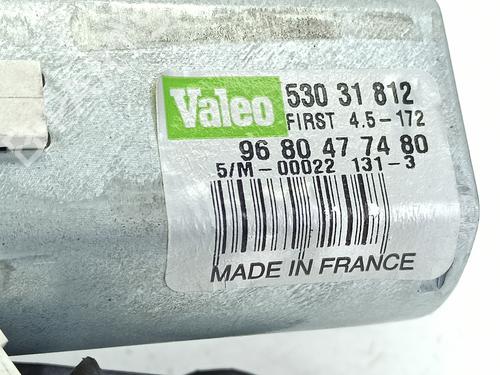 Valeo 530 31 812
FIRST 4.5-172
96 80 47 74 80
5/M-00022 131-3
MADE IN FRANCE